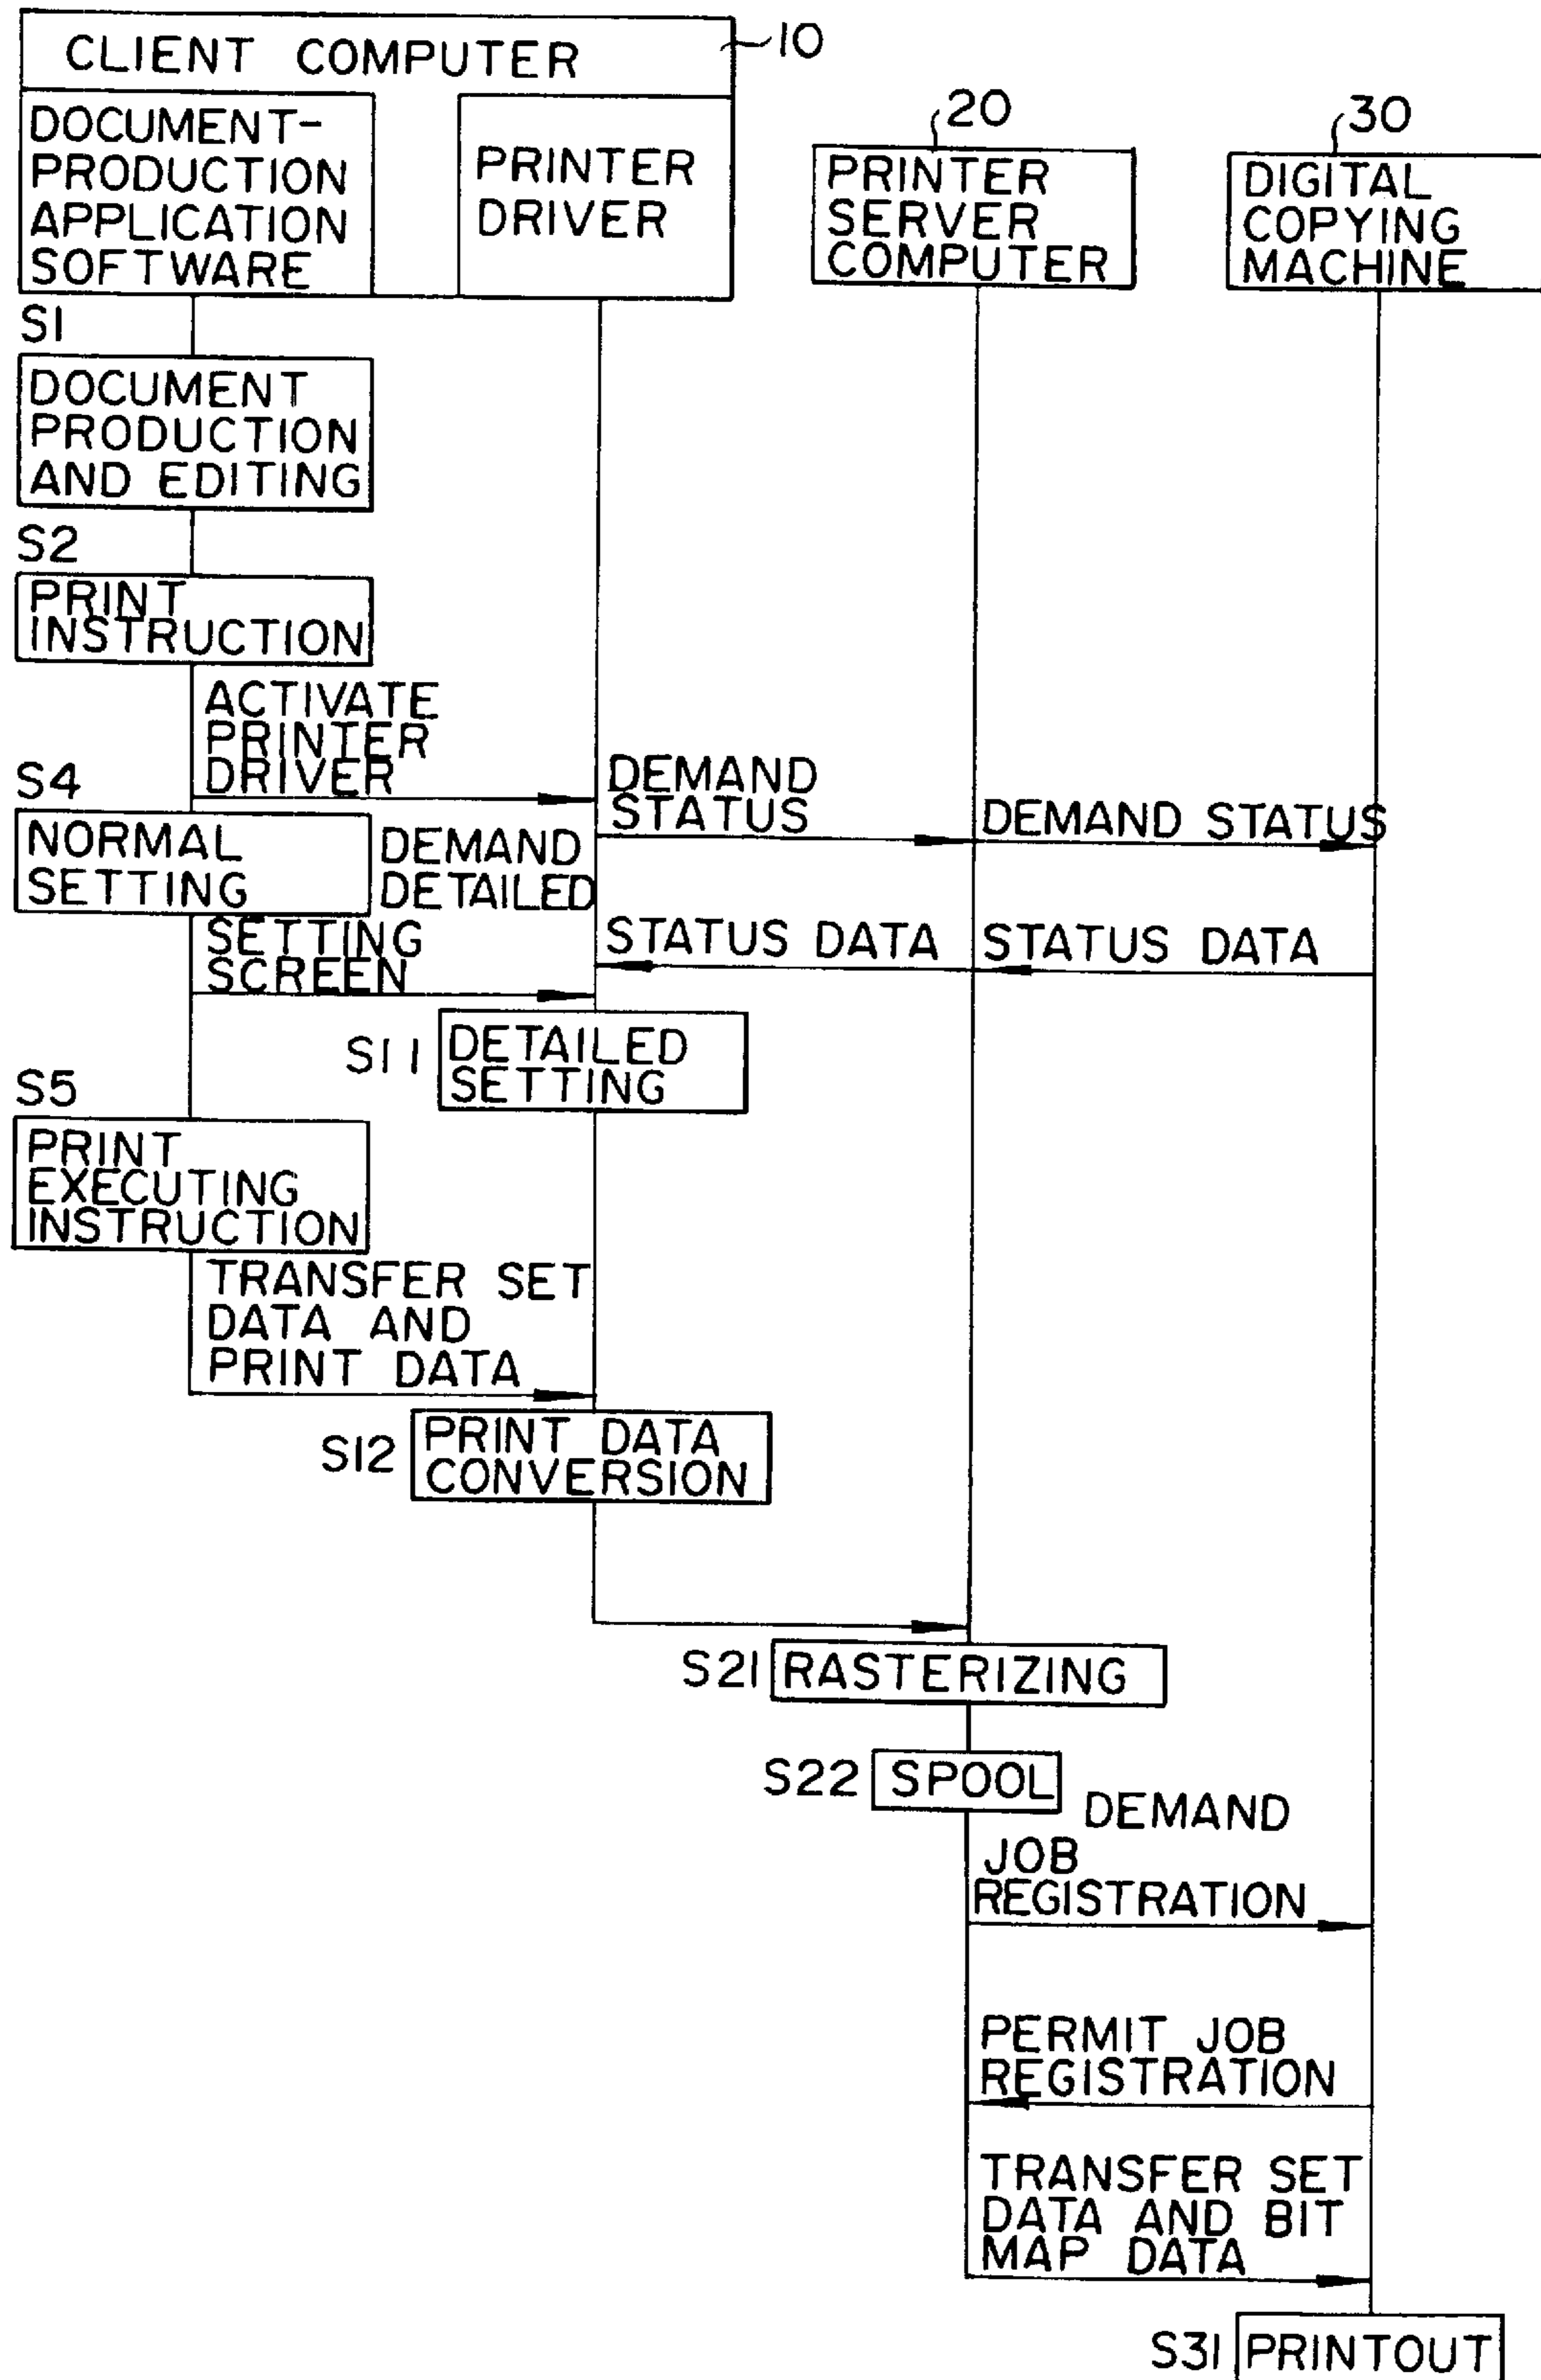 CLIENT COMPUTER
10
DOCUMENT-
PRODUCTION
APPLICATION
SOFTWARE
PRINTER
DRIVER
20
PRINTER
SERVER
COMPUTER
30
DIGITAL
COPYING
MACHINE
S1
DOCUMENT
PRODUCTION
AND EDITING
S2
PRINT
INSTRUCTION
ACTIVATE
PRINTER
DRIVER
DEMAND
STATUS
DEMAND STATUS
S4
NORMAL
SETTING
DEMAND
DETAILED
SETTING
SCREEN
STATUS DATA
STATUS DATA
S11
DETAILED
SETTING
S5
PRINT
EXECUTING
INSTRUCTION
TRANSFER SET
DATA AND
PRINT DATA
S12
PRINT DATA
CONVERSION
S21
RASTERIZING
S22
SPOOL
DEMAND
JOB
REGISTRATION
PERMIT JOB
REGISTRATION
TRANSFER SET
DATA AND BIT
MAP DATA
S31
PRINTOUT